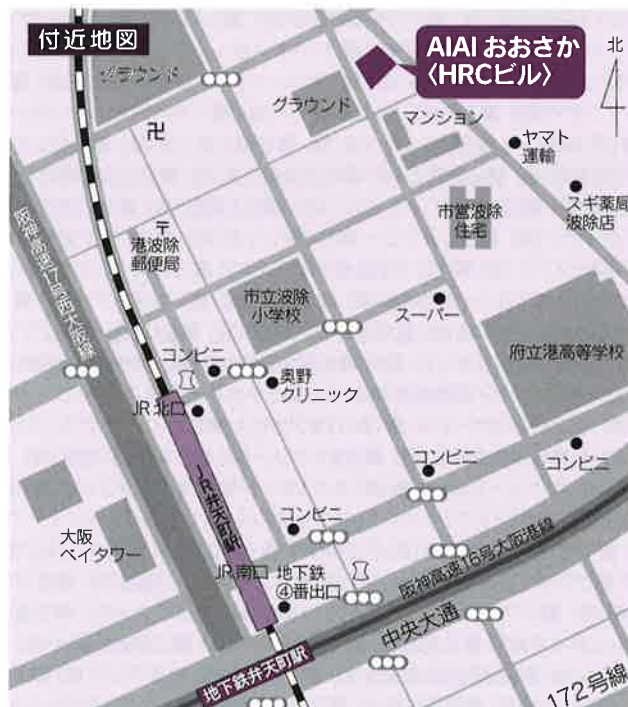 付近地図
AIAI おおさか
〈HRCビル〉
北
グラウンド
グラウンド
マンション
ヤマト
運輸
スギ薬局
波除店
市営波除
住宅
港波除
郵便局
阪神高速17号西大阪線
市立波除
小学校
スーパー
府立港高等学校
コンビニ
奥野
クリニック
JR 北口
コンビニ
コンビニ
JR 弁天町駅
大阪
ベイタワー
コンビニ
JR 南口
地下鉄
④番出口
阪神高速16号大阪港線
中央大通
地下鉄弁天町駅
172号線